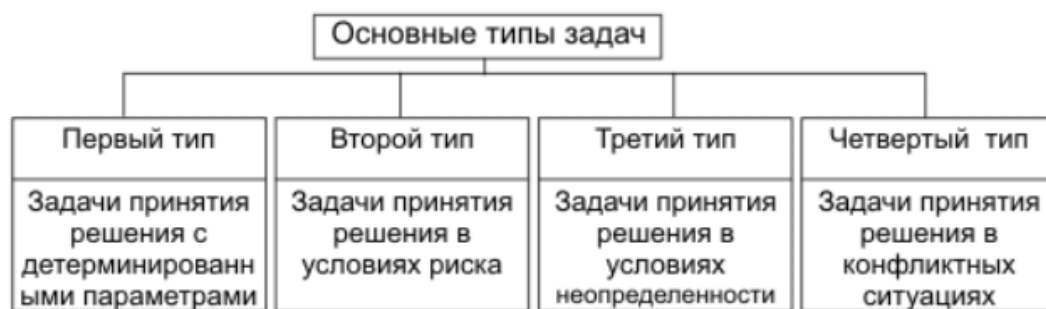 Основные типы задач
Первый тип
Задачи принятия
решения с
детерминированн
ыми параметрами
Второй тип
Задачи принятия
решения в
условиях риска
Третий тип
Задачи принятия
решения в
условиях
неопределенности
Четвертый тип
Задачи принятия
решения в
конфликтных
ситуациях